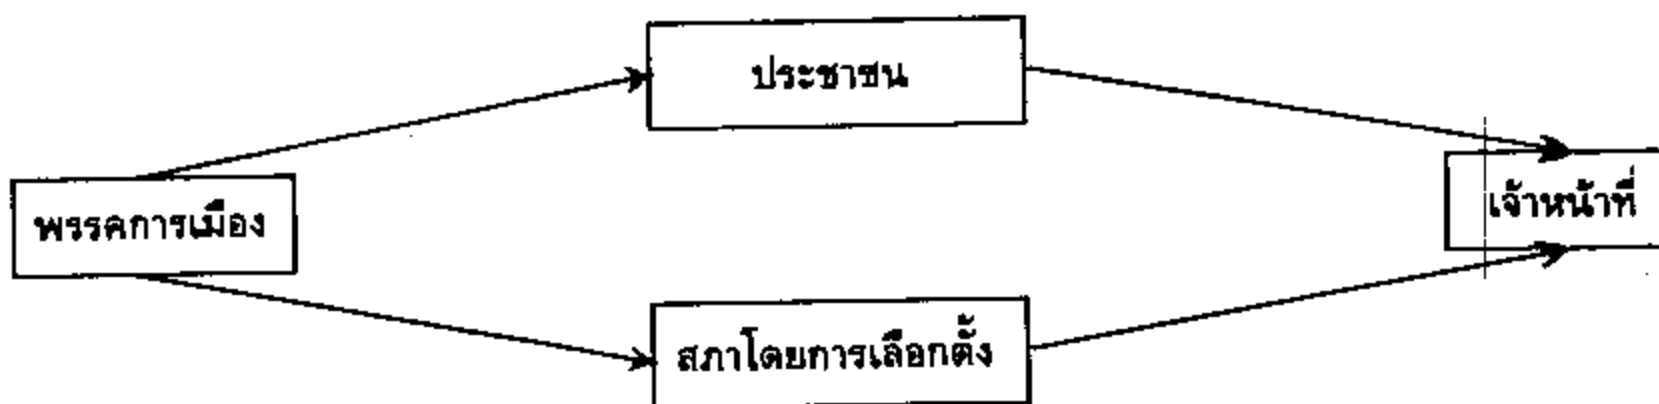 ประชาชน
พรรคการเมือง
เจ้าหน้าที่
สภาโดยการเลือกตั้ง